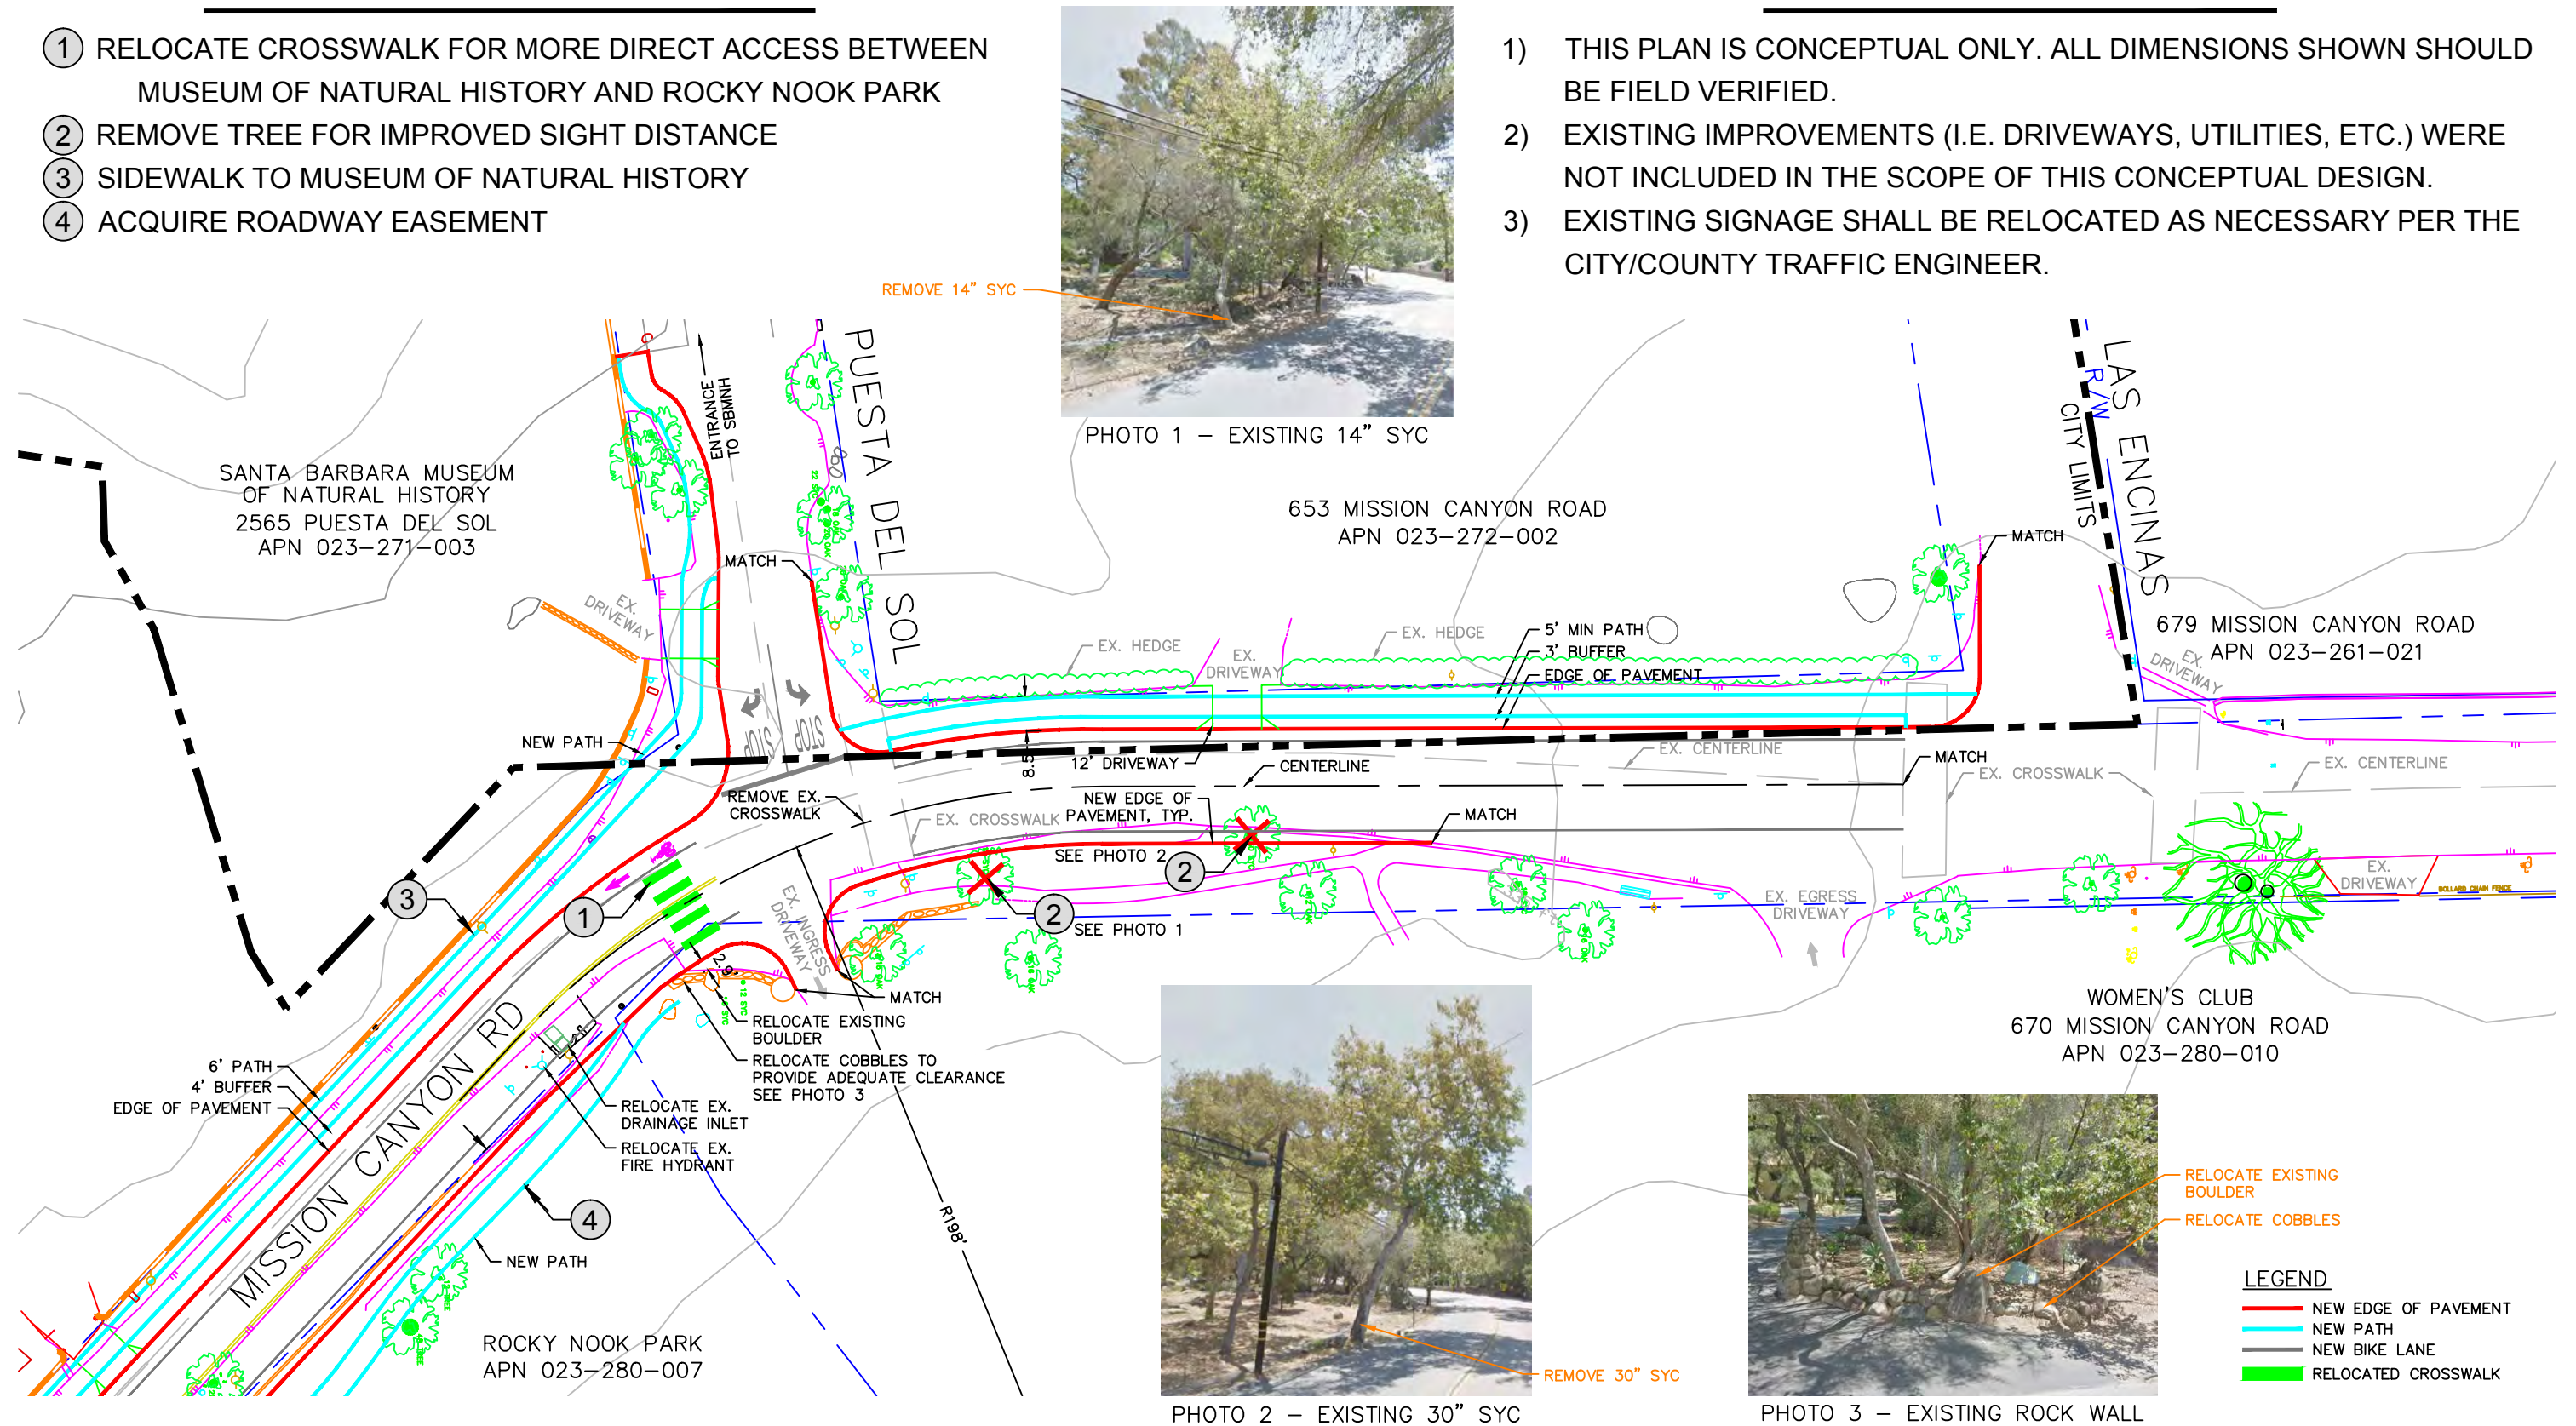 1 RELOCATE CROSSWALK FOR MORE DIRECT ACCESS BETWEEN
MUSEUM OF NATURAL HISTORY AND ROCKY NOOK PARK
2 REMOVE TREE FOR IMPROVED SIGHT DISTANCE
3 SIDEWALK TO MUSEUM OF NATURAL HISTORY
4 ACQUIRE ROADWAY EASEMENT
1) THIS PLAN IS CONCEPTUAL ONLY. ALL DIMENSIONS SHOWN SHOULD
BE FIELD VERIFIED.
2) EXISTING IMPROVEMENTS (I.E. DRIVEWAYS, UTILITIES, ETC.) WERE
NOT INCLUDED IN THE SCOPE OF THIS CONCEPTUAL DESIGN.
3) EXISTING SIGNAGE SHALL BE RELOCATED AS NECESSARY PER THE
CITY/COUNTY TRAFFIC ENGINEER.
REMOVE 14" SYC
PHOTO 1 – EXISTING 14" SYC
ENTRANCE
TO SBMNH
PUESTA DEL SOL
LAS ENCINAS
R/W
CITY LIMITS
SANTA BARBARA MUSEUM
OF NATURAL HISTORY
2565 PUESTA DEL SOL
APN 023–271–003
653 MISSION CANYON ROAD
APN 023–272–002
MATCH
MATCH
EX.
DRIVEWAY
EX. HEDGE
EX.
DRIVEWAY
EX. HEDGE
5' MIN PATH
3' BUFFER
EDGE OF PAVEMENT
679 MISSION CANYON ROAD
APN 023–261–021
EX.
DRIVEWAY
STOP
STOP
NEW PATH
8.5'
12' DRIVEWAY
CENTERLINE
EX. CENTERLINE
MATCH
EX. CROSSWALK
EX. CENTERLINE
REMOVE EX.
CROSSWALK
EX. CROSSWALK
NEW EDGE OF
PAVEMENT, TYP.
MATCH
SEE PHOTO 2
2
3
1
2
SEE PHOTO 1
EX. INGRESS
DRIVEWAY
EX. EGRESS
DRIVEWAY
EX.
DRIVEWAY
BOLLARD CHAIN FENCE
2.9'
12 SYC
MATCH
RELOCATE EXISTING
BOULDER
RELOCATE COBBLES TO
PROVIDE ADEQUATE CLEARANCE
SEE PHOTO 3
WOMEN'S CLUB
670 MISSION CANYON ROAD
APN 023–280–010
6' PATH
4' BUFFER
EDGE OF PAVEMENT
MISSION CANYON RD
RELOCATE EX.
DRAINAGE INLET
RELOCATE EX.
FIRE HYDRANT
R198'
4
NEW PATH
ROCKY NOOK PARK
APN 023–280–007
REMOVE 30" SYC
PHOTO 2 – EXISTING 30" SYC
RELOCATE EXISTING
BOULDER
RELOCATE COBBLES
PHOTO 3 – EXISTING ROCK WALL
LEGEND
NEW EDGE OF PAVEMENT
NEW PATH
NEW BIKE LANE
RELOCATED CROSSWALK